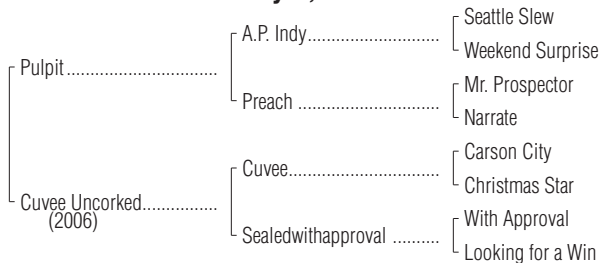 Seattle Slew
A.P. Indy..............................
Weekend Surprise
Pulpit ................................
Mr. Prospector
Preach ..............................
Narrate
Carson City
Cuvee................................
Christmas Star
Cuvee Uncorked................
(2006)
With Approval
Sealedwithapproval ..........
Looking for a Win